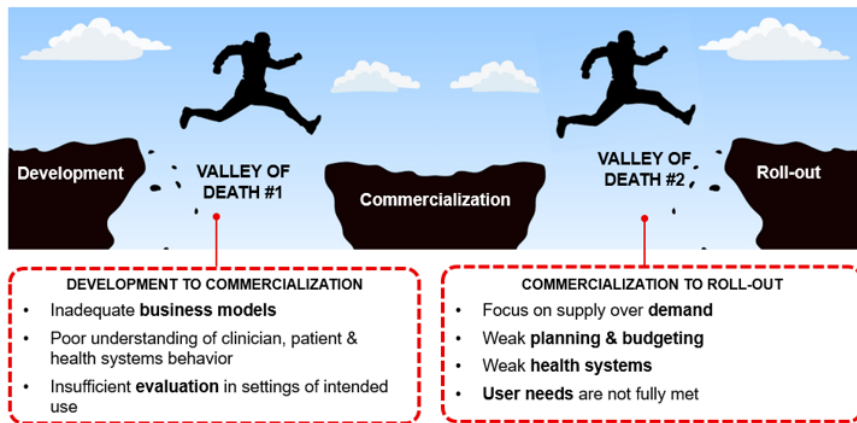 Development
VALLEY OF
DEATH #1
Commercialization
VALLEY OF
DEATH #2
Roll-out
DEVELOPMENT TO COMMERCIALIZATION
• Inadequate business models
• Poor understanding of clinician, patient &
health systems behavior
• Insufficient evaluation in settings of intended
use
COMMERCIALIZATION TO ROLL-OUT
• Focus on supply over demand
• Weak planning & budgeting
• Weak health systems
• User needs are not fully met